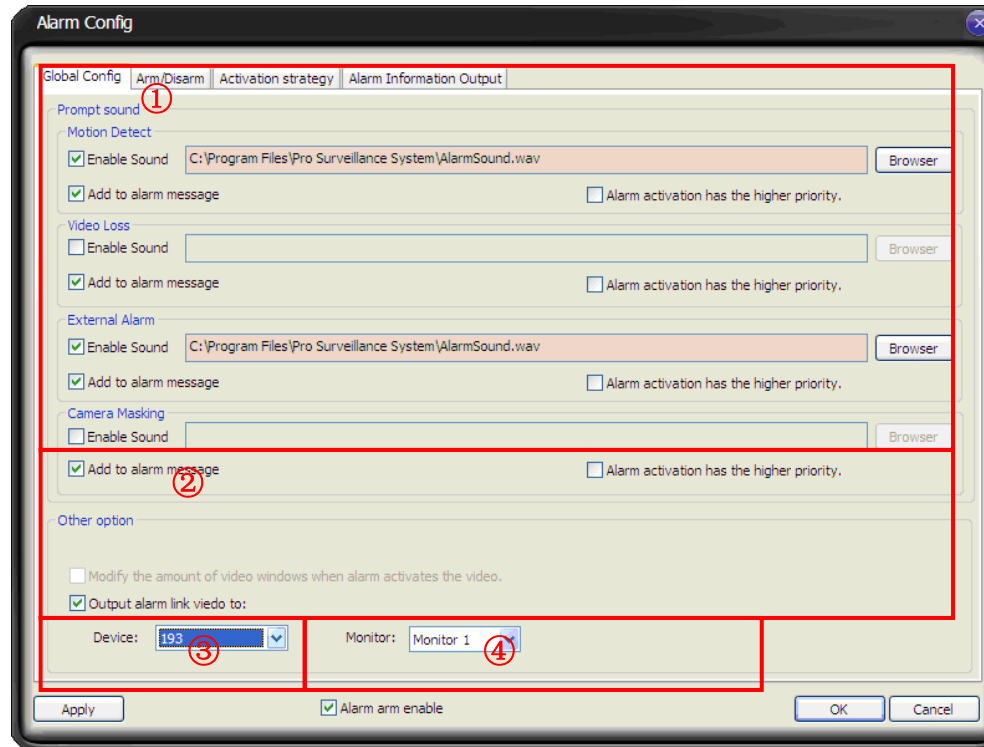 Alarm Config
Global Config Arm/Disarm Activation strategy Alarm Information Output
①
Prompt sound
Motion Detect
Enable Sound C:\Program Files\Pro Surveillance System\AlarmSound.wav Browser
Add to alarm message Alarm activation has the higher priority.
Video Loss
Enable Sound Browser
Add to alarm message Alarm activation has the higher priority.
External Alarm
Enable Sound C:\Program Files\Pro Surveillance System\AlarmSound.wav Browser
Add to alarm message Alarm activation has the higher priority.
Camera Masking
Enable Sound Browser
Add to alarm message Alarm activation has the higher priority.
②
Other option
Modify the amount of video windows when alarm activates the video.
Output alarm link viedo to:
Device: 193 ③ Monitor: Monitor 1 ④
Apply Alarm arm enable OK Cancel